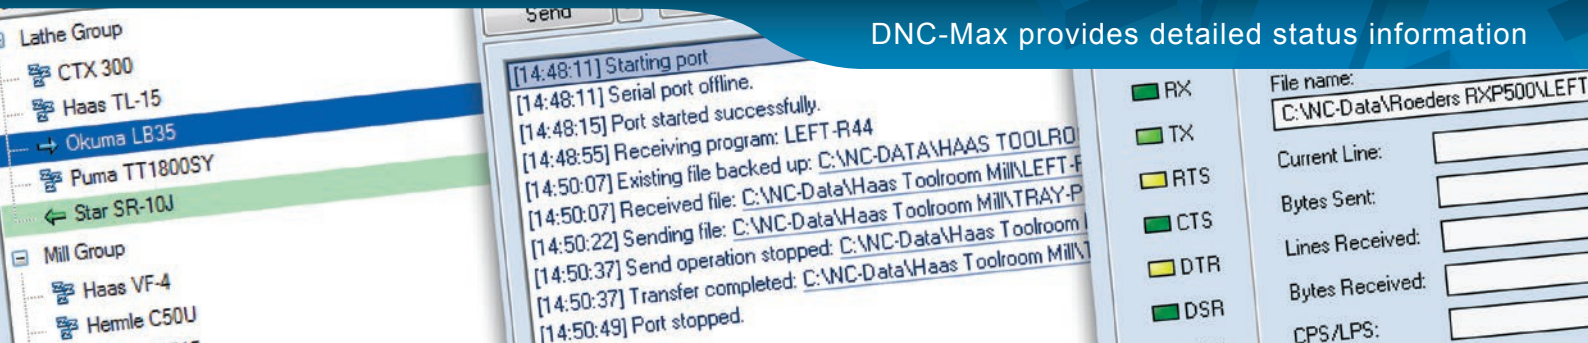 DNC-Max provides detailed status information
Lathe Group
CTX 300
Haas TL-15
Okuma LB35
Puma TT1800SY
Star SR-10J
Mill Group
Haas VF-4
Hemle C50U
Send
[14:48:11] Starting port
[14:48:11] Serial port offline.
[14:48:15] Port started successfully.
[14:48:55] Receiving program: LEFT-R44
[14:50:07] Existing file backed up: C:\NC-DATA\HAAS TOOLRO
[14:50:07] Received file: C:\NC-Data\Haas Toolroom Mill\LEFT-F
[14:50:22] Sending file: C:\NC-Data\Haas Toolroom Mill\TRAY-P
[14:50:37] Send operation stopped: C:\NC-Data\Haas Toolroom
[14:50:37] Transfer completed: C:\NC-Data\Haas Toolroom Mill\T
[14:50:49] Port stopped.
RX
TX
RTS
CTS
DTR
DSR
File name:
C:\NC-Data\Roeders RXP500\LEFT
Current Line:
Bytes Sent:
Lines Received:
Bytes Received:
CPS/LPS: